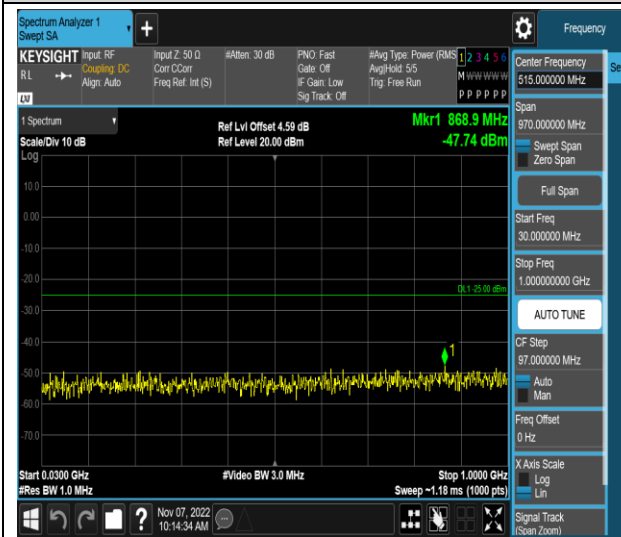 Spectrum Analyzer 1
Swept SA
+
Frequency
KEYSIGHT
RL
LXI
Input: RF
Coupling: DC
Align: Auto
Input Z: 50 Ω
Corr CCorr
Freq Ref: Int (S)
#Atten: 30 dB
PNO: Fast
Gate: Off
IF Gain: Low
Sig Track: Off
#Avg Type: Power (RMS
Avg|Hold: 5/5
Trig: Free Run
1 2 3 4 5 6
M W W W W W
P P P P P P
1 Spectrum
Scale/Div 10 dB
Ref Lvl Offset 4.59 dB
Ref Level 20.00 dBm
Mkr1 868.9 MHz
-47.74 dBm
Log
10.0
0.00
-10.0
-20.0
DL1 -25.00 dBm
-30.0
-40.0
1
-50.0
-60.0
-70.0
Start 0.0300 GHz
#Res BW 1.0 MHz
#Video BW 3.0 MHz
Stop 1.0000 GHz
Sweep ~1.18 ms (1000 pts)
?
Nov 07, 2022
10:14:34 AM
Center Frequency
515.000000 MHz
Se
Span
970.000000 MHz
Swept Span
Zero Span
Full Span
Start Freq
30.000000 MHz
Stop Freq
1.000000000 GHz
AUTO TUNE
CF Step
97.000000 MHz
Auto
Man
Freq Offset
0 Hz
X Axis Scale
Log
Lin
Signal Track
(Span Zoom)